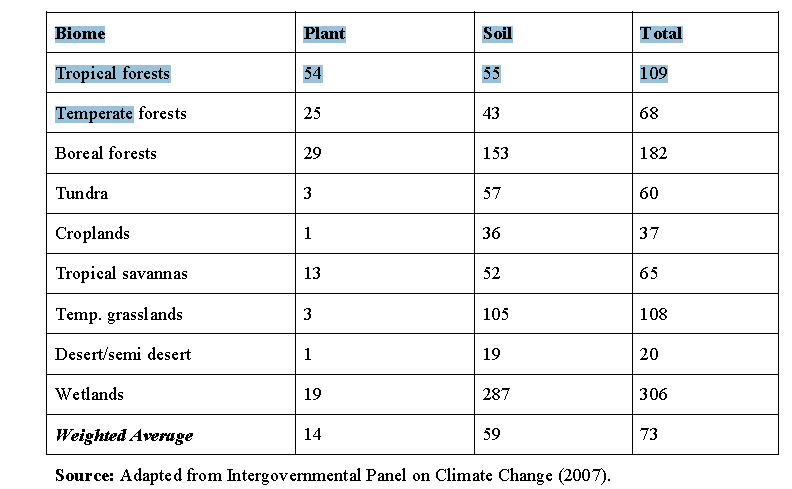 Biome Plant Soil Total
Tropical forests 54 55 109
Temperate forests 25 43 68
Boreal forests 29 153 182
Tundra 3 57 60
Croplands 1 36 37
Tropical savannas 13 52 65
Temp. grasslands 3 105 108
Desert/semi desert 1 19 20
Wetlands 19 287 306
Weighted Average 14 59 73
Source: Adapted from Intergovernmental Panel on Climate Change (2007).